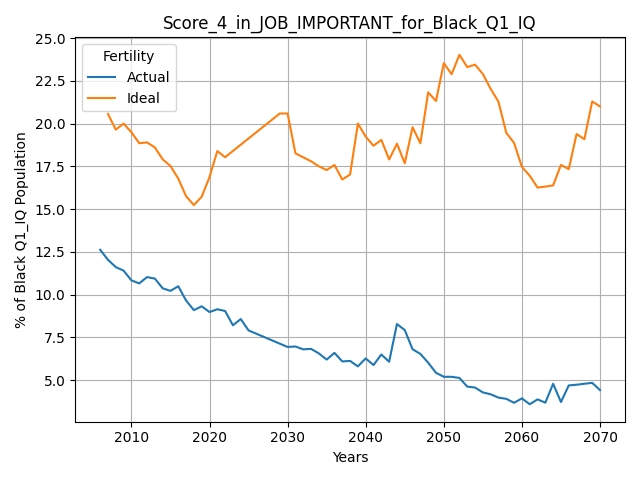 Score_4_in_JOB_IMPORTANT_for_Black_Q1_IQ
25.0
22.5
20.0
17.5
15.0
12.5
10.0
7.5
5.0
% of Black Q1_IQ Population
Fertility
Actual
Ideal
2010
2020
2030
2040
2050
2060
2070
Years